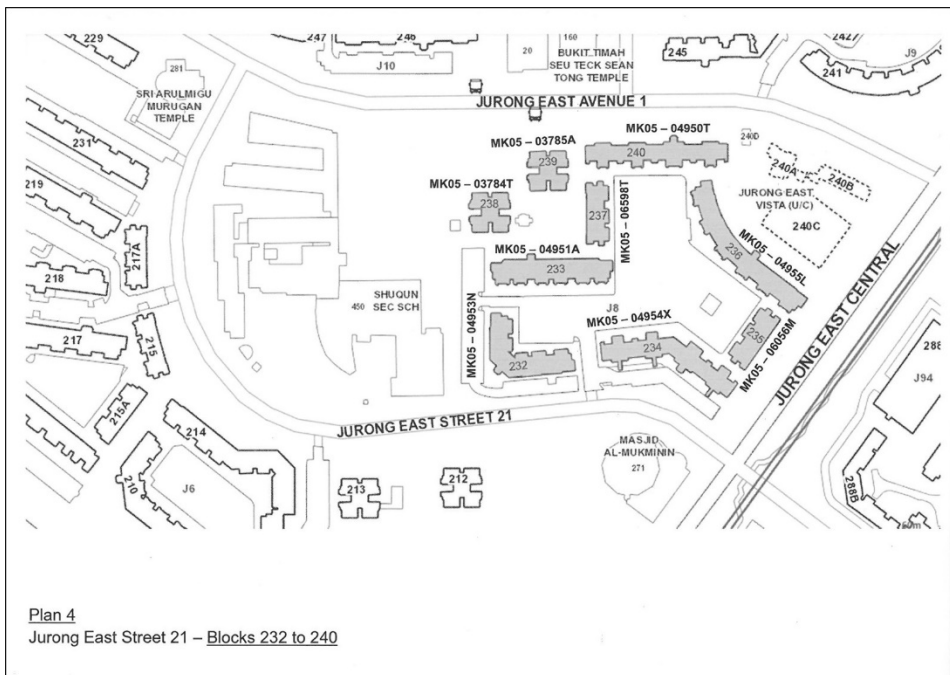 229
247
246
J10
20
160
BUKIT TIMAH
SEU TECK SEAN
TONG TEMPLE
245
242
J9
241
281
SRI ARULMIGU
MURUGAN
TEMPLE
231
219
JURONG EAST AVENUE 1
MK05 – 03785A
239
MK05 – 04950T
240
240D
240A
240B
JURONG EAST
VISTA (U/C)
240C
MK05 – 03784T
238
237
MK05 – 06598T
236
MK05 – 04955L
217A
218
MK05 – 04951A
233
SHUQUN
SEC SCH
450
MK05 – 04953N
J8
MK05 – 04954X
234
235
MK05 – 06056M
JURONG EAST CENTRAL
217
215
232
288
J94
215A
214
JURONG EAST STREET 21
MASJID
AL-MUKMININ
271
210
J6
213
212
288B
50m
Plan 4
Jurong East Street 21 – Blocks 232 to 240